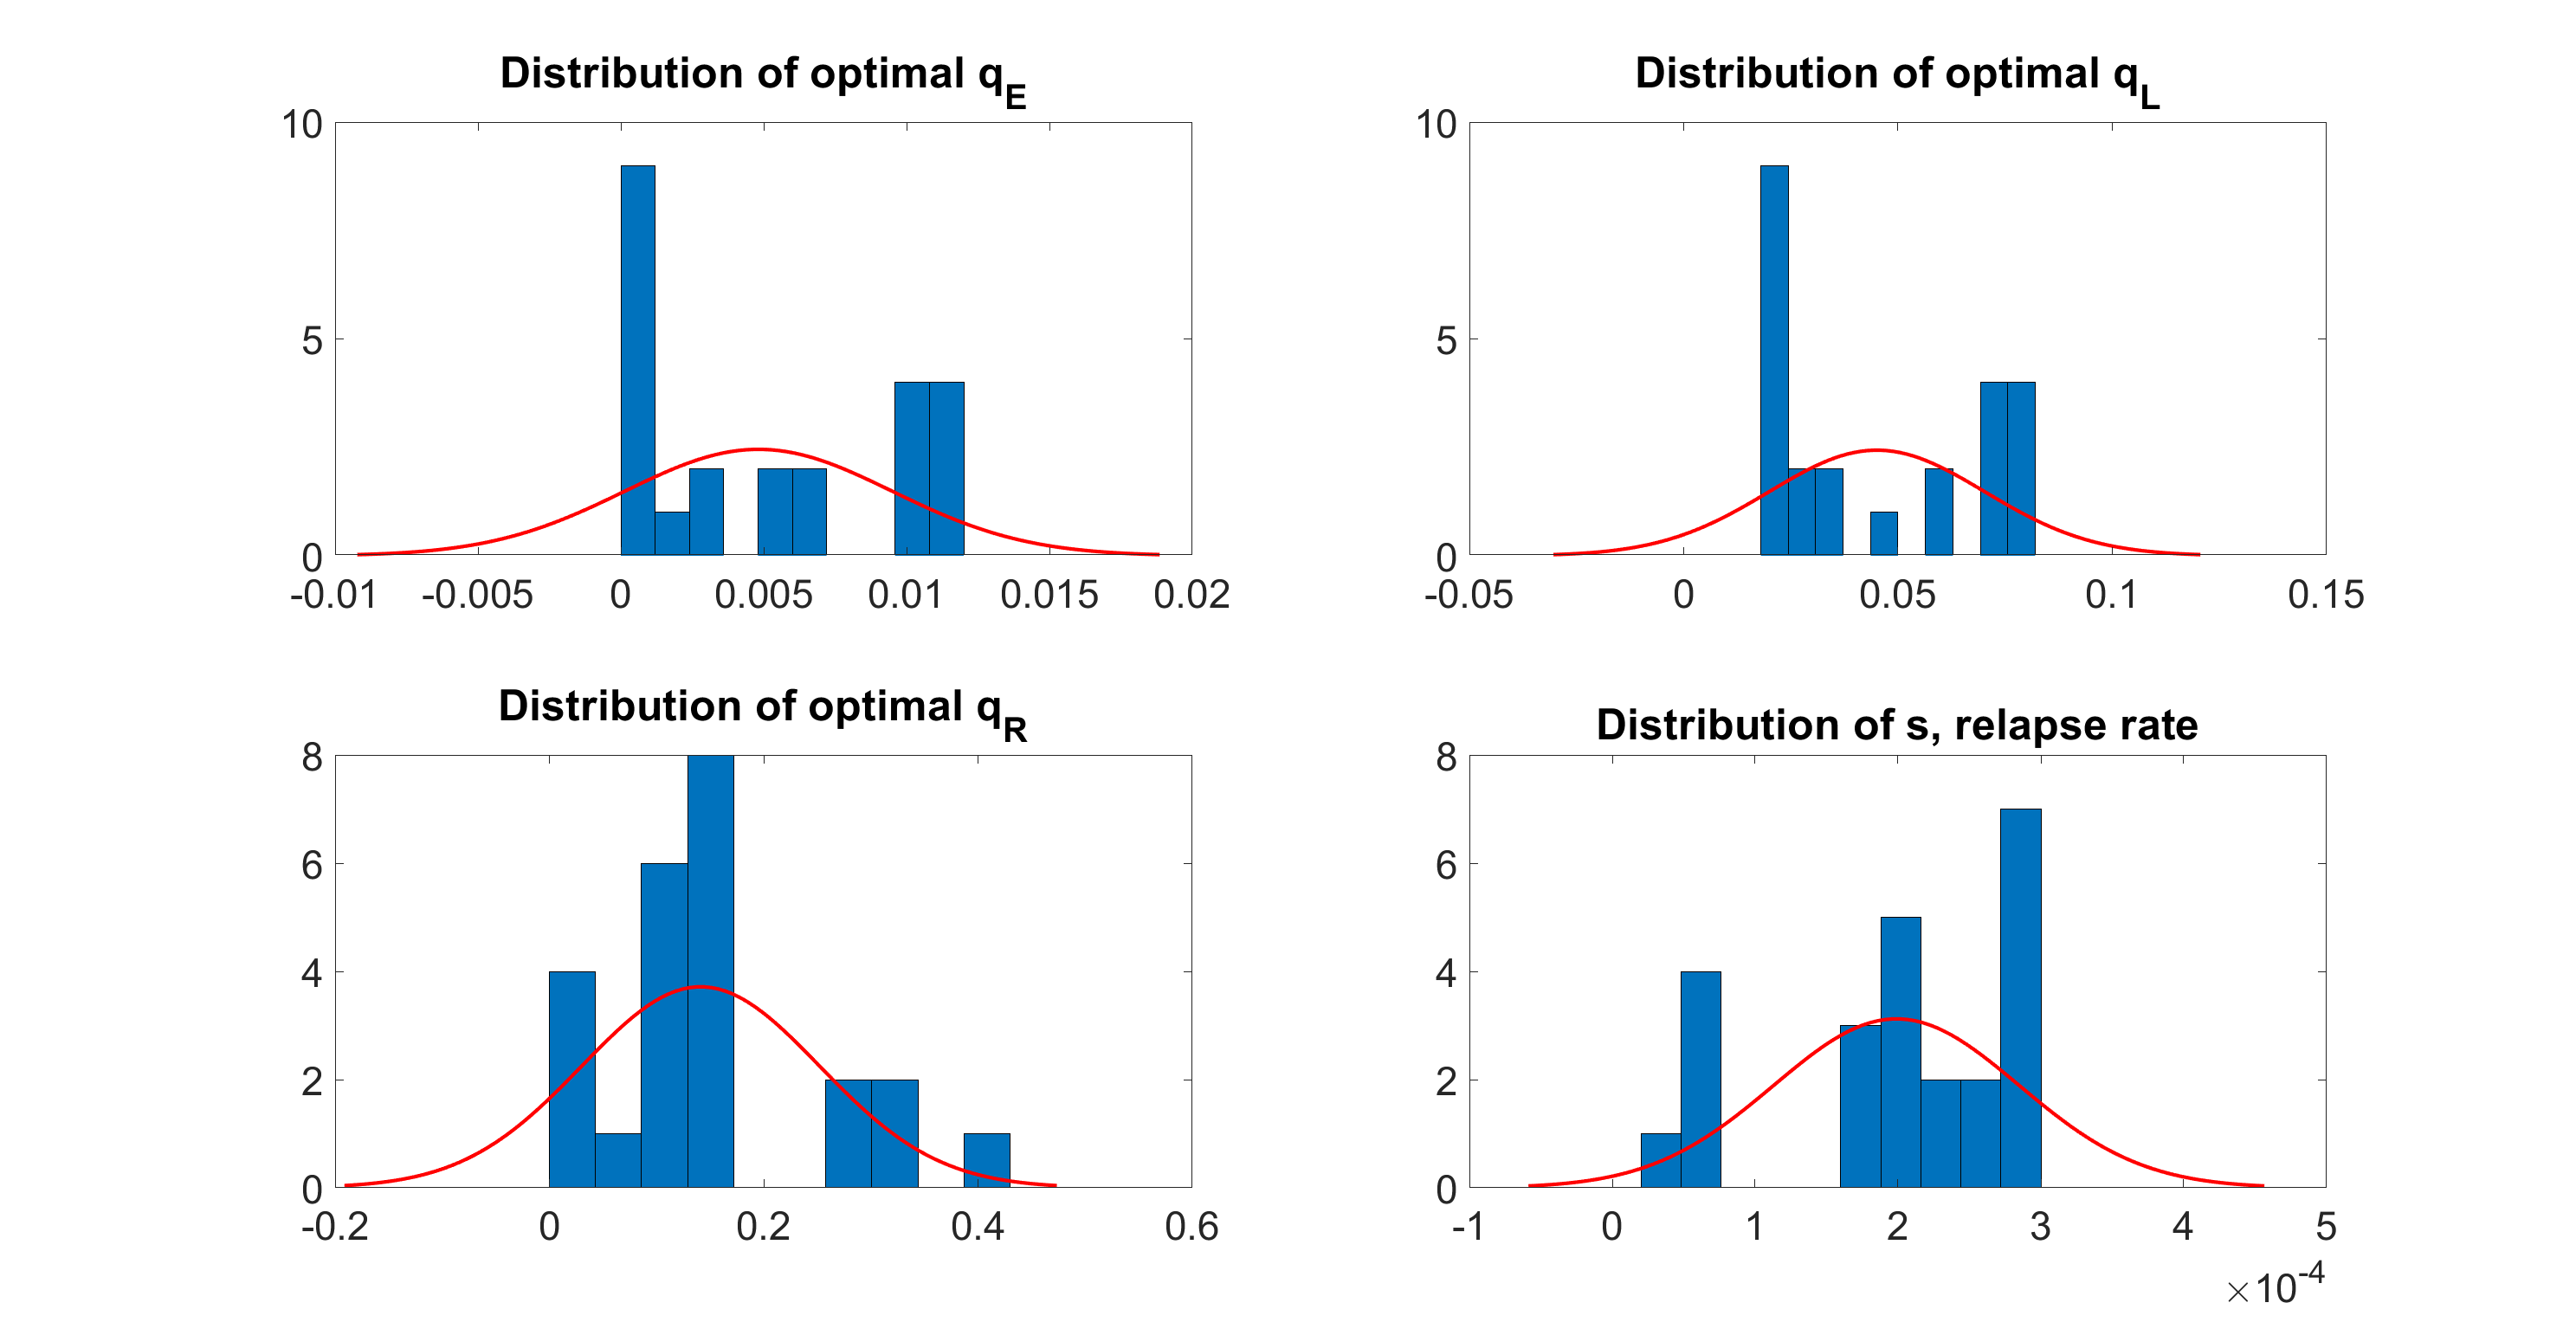 Distribution of optimal q_E
10
5
0
-0.01 -0.005 0 0.005 0.01 0.015 0.02
Distribution of optimal q_L
10
5
0
-0.05 0 0.05 0.1 0.15
Distribution of optimal q_R
8
6
4
2
0
-0.2 0 0.2 0.4 0.6
Distribution of s, relapse rate
8
6
4
2
0
-1 0 1 2 3 4 5
×10^-4